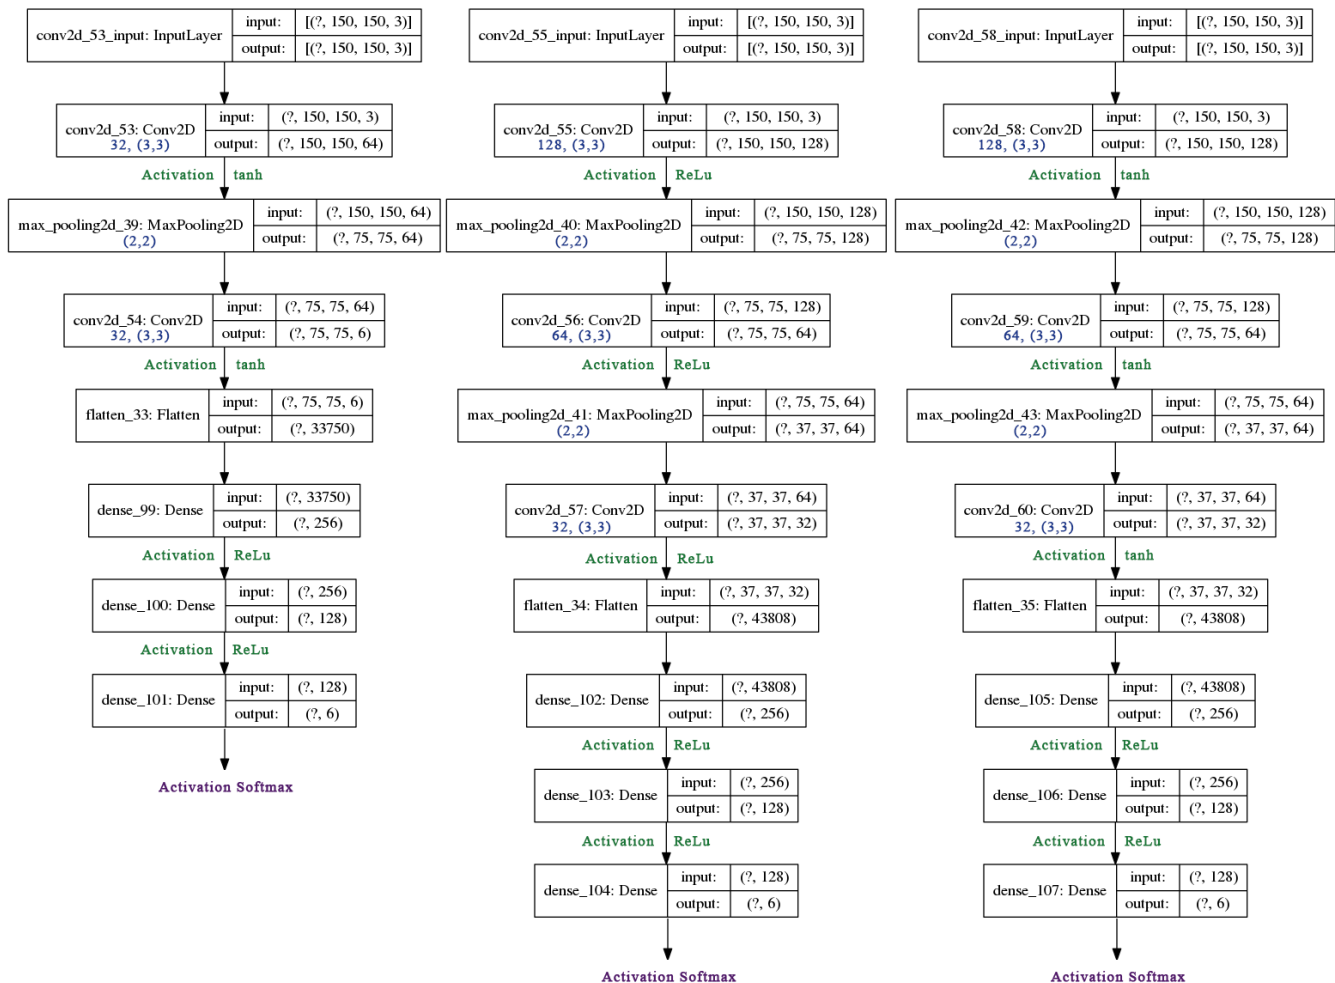 conv2d_53_input: InputLayer
input: [(?, 150, 150, 3)]
output: [(?, 150, 150, 3)]
conv2d_53: Conv2D
32, (3,3)
input: (?, 150, 150, 3)
output: (?, 150, 150, 64)
Activation tanh
max_pooling2d_39: MaxPooling2D
(2,2)
input: (?, 150, 150, 64)
output: (?, 75, 75, 64)
conv2d_54: Conv2D
32, (3,3)
input: (?, 75, 75, 64)
output: (?, 75, 75, 6)
Activation tanh
flatten_33: Flatten
input: (?, 75, 75, 6)
output: (?, 33750)
dense_99: Dense
input: (?, 33750)
output: (?, 256)
Activation ReLu
dense_100: Dense
input: (?, 256)
output: (?, 128)
Activation ReLu
dense_101: Dense
input: (?, 128)
output: (?, 6)
Activation Softmax
conv2d_55_input: InputLayer
input: [(?, 150, 150, 3)]
output: [(?, 150, 150, 3)]
conv2d_55: Conv2D
128, (3,3)
input: (?, 150, 150, 3)
output: (?, 150, 150, 128)
Activation ReLu
max_pooling2d_40: MaxPooling2D
(2,2)
input: (?, 150, 150, 128)
output: (?, 75, 75, 128)
conv2d_56: Conv2D
64, (3,3)
input: (?, 75, 75, 128)
output: (?, 75, 75, 64)
Activation ReLu
max_pooling2d_41: MaxPooling2D
(2,2)
input: (?, 75, 75, 64)
output: (?, 37, 37, 64)
conv2d_57: Conv2D
32, (3,3)
input: (?, 37, 37, 64)
output: (?, 37, 37, 32)
Activation ReLu
flatten_34: Flatten
input: (?, 37, 37, 32)
output: (?, 43808)
dense_102: Dense
input: (?, 43808)
output: (?, 256)
Activation ReLu
dense_103: Dense
input: (?, 256)
output: (?, 128)
Activation ReLu
dense_104: Dense
input: (?, 128)
output: (?, 6)
Activation Softmax
conv2d_58_input: InputLayer
input: [(?, 150, 150, 3)]
output: [(?, 150, 150, 3)]
conv2d_58: Conv2D
128, (3,3)
input: (?, 150, 150, 3)
output: (?, 150, 150, 128)
Activation tanh
max_pooling2d_42: MaxPooling2D
(2,2)
input: (?, 150, 150, 128)
output: (?, 75, 75, 128)
conv2d_59: Conv2D
64, (3,3)
input: (?, 75, 75, 128)
output: (?, 75, 75, 64)
Activation tanh
max_pooling2d_43: MaxPooling2D
(2,2)
input: (?, 75, 75, 64)
output: (?, 37, 37, 64)
conv2d_60: Conv2D
32, (3,3)
input: (?, 37, 37, 64)
output: (?, 37, 37, 32)
Activation tanh
flatten_35: Flatten
input: (?, 37, 37, 32)
output: (?, 43808)
dense_105: Dense
input: (?, 43808)
output: (?, 256)
Activation ReLu
dense_106: Dense
input: (?, 256)
output: (?, 128)
Activation ReLu
dense_107: Dense
input: (?, 128)
output: (?, 6)
Activation Softmax